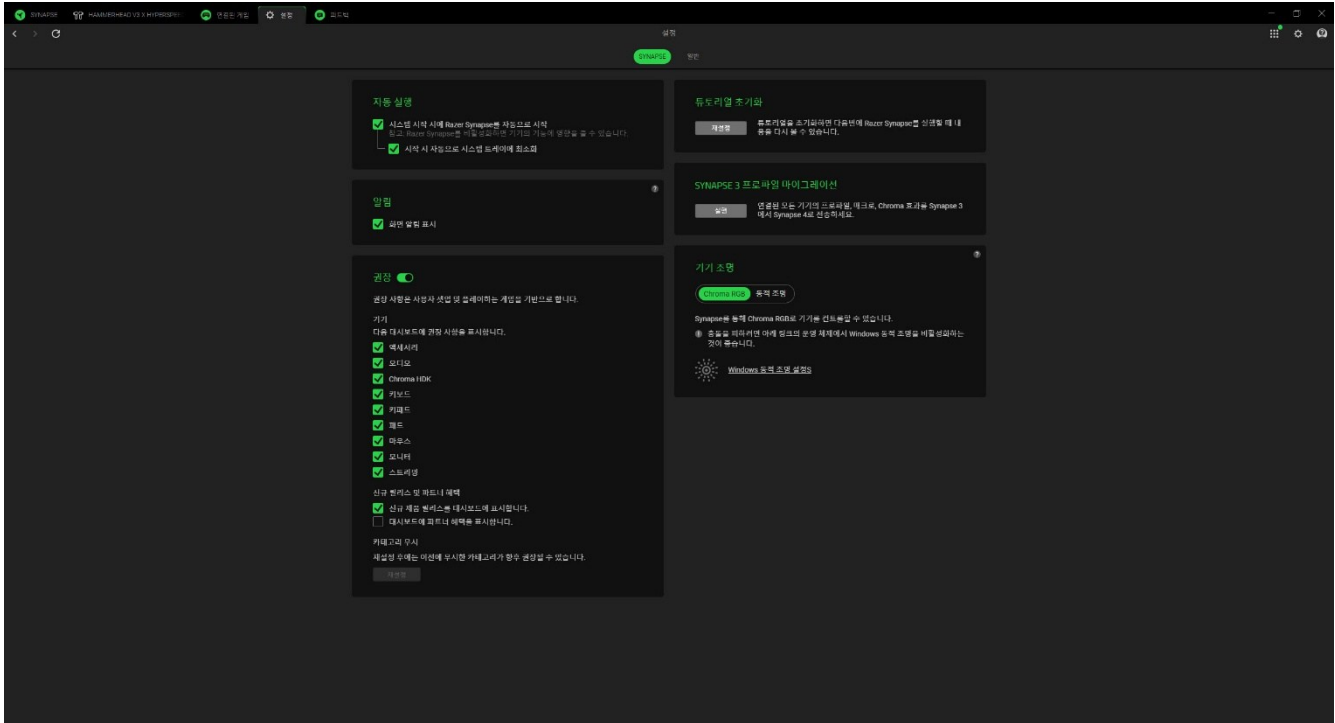 SYNAPSE
HAMMERHEAD V3 X HYPERSPE
연동된 게임
설정
피드백
설정
SYNAPSE
일반
자동 실행
시스템 시작 시에 Razer Synapse를 자동으로 시작
참고: Razer Synapse를 비활성화하면 기기의 기능에 영향을 줄 수 있습니다.
시작 시 자동으로 시스템 트레이에 최소화
알림
화면 알림 표시
권장
권장 사항은 사용자 셋업 및 플레이하는 게임을 기반으로 합니다.
기기
다음 대시보드에 권장 사항을 표시합니다.
액세서리
오디오
Chroma HDK
키보드
키패드
패드
마우스
모니터
스트리밍
신규 릴리스 및 파트너 혜택
신규 제품 릴리스를 대시보드에 표시합니다.
대시보드에 파트너 혜택을 표시합니다.
카테고리 무시
재설정 후에는 이전에 무시한 카테고리가 향후 권장될 수 있습니다.
재설정
튜토리얼 초기화
재설정
튜토리얼을 초기화하면 다음번에 Razer Synapse를 실행할 때 내
용을 다시 볼 수 있습니다.
SYNAPSE 3 프로파일 마이그레이션
실행
연결된 모든 기기의 프로파일, 매크로, Chroma 효과를 Synapse 3
에서 Synapse 4로 전송하세요.
기기 조명
Chroma RGB
동적 조명
Synapse를 통해 Chroma RGB로 기기를 컨트롤할 수 있습니다.
충돌을 피하려면 아래 링크의 운영 체제에서 Windows 동적 조명을 비활성화하는
것이 좋습니다.
Windows 동적 조명 설정S